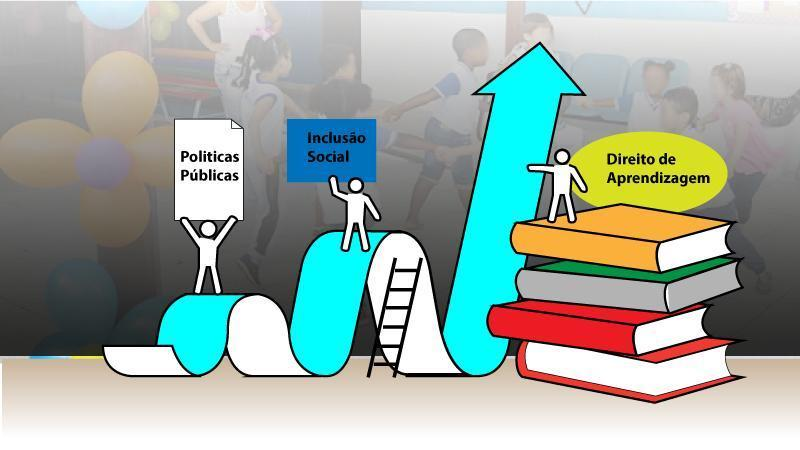 Politicas
Públicas
Inclusão
Social
Direito de
Aprendizagem